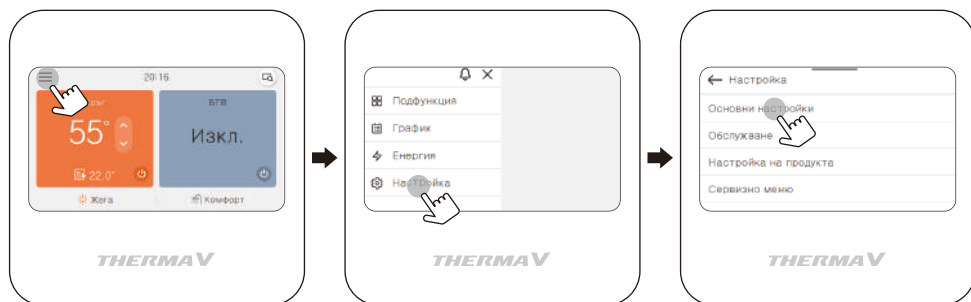 20:16
БГВ
55°
Изкл.
22.0°
Жега
Комфорт
THERMA V
Подфункция
График
Енергия
Настройка
THERMA V
Настройка
Основни настройки
Обслужване
Настройка на продукта
Сервизно меню
THERMA V